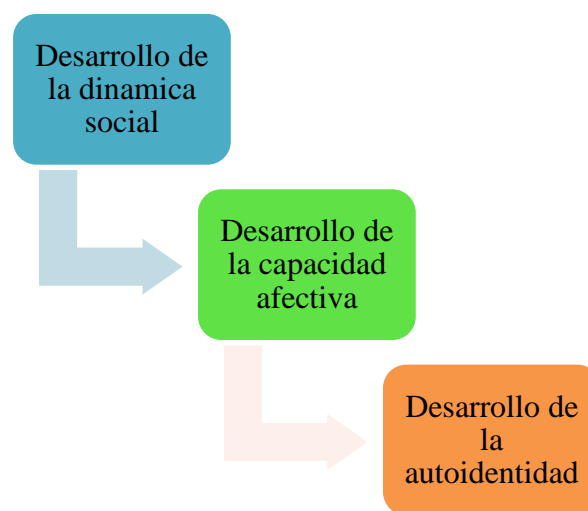 Desarrollo de
la dinamica
social
Desarrollo de
la capacidad
afectiva
Desarrollo de
la
autoidentidad